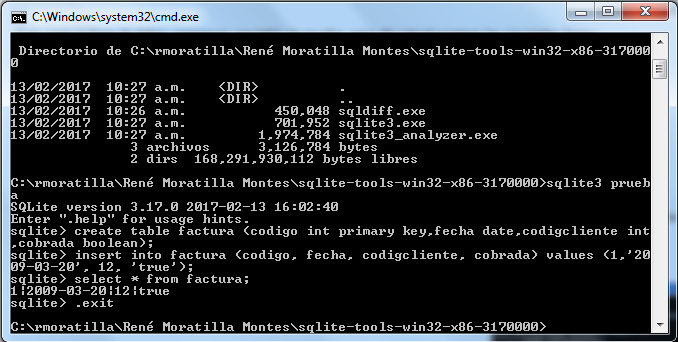 C:\Windows\system32\cmd.exe
Directorio de C:\rmoratilla\René Moratilla Montes\sqlite-tools-win32-x86-317000
0
13/02/2017  10:27 a.m.    <DIR>          .
13/02/2017  10:27 a.m.    <DIR>          ..
13/02/2017  10:26 a.m.           450,048 sqldiff.exe
13/02/2017  10:27 a.m.           701,952 sqlite3.exe
13/02/2017  10:27 a.m.         1,974,784 sqlite3_analyzer.exe
3 archivos      3,126,784 bytes
2 dirs  168,291,930,112 bytes libres
C:\rmoratilla\René Moratilla Montes\sqlite-tools-win32-x86-3170000>sqlite3 prueb
a
SQLite version 3.17.0 2017-02-13 16:02:40
Enter ".help" for usage hints.
sqlite> create table factura (codigo int primary key,fecha date,codigcliente int
,cobrada boolean);
sqlite> insert into factura (codigo, fecha, codigcliente, cobrada) values (1,'20
09-03-20', 12, 'true');
sqlite> select * from factura;
1|2009-03-20|12|true
sqlite> .exit
C:\rmoratilla\René Moratilla Montes\sqlite-tools-win32-x86-3170000>